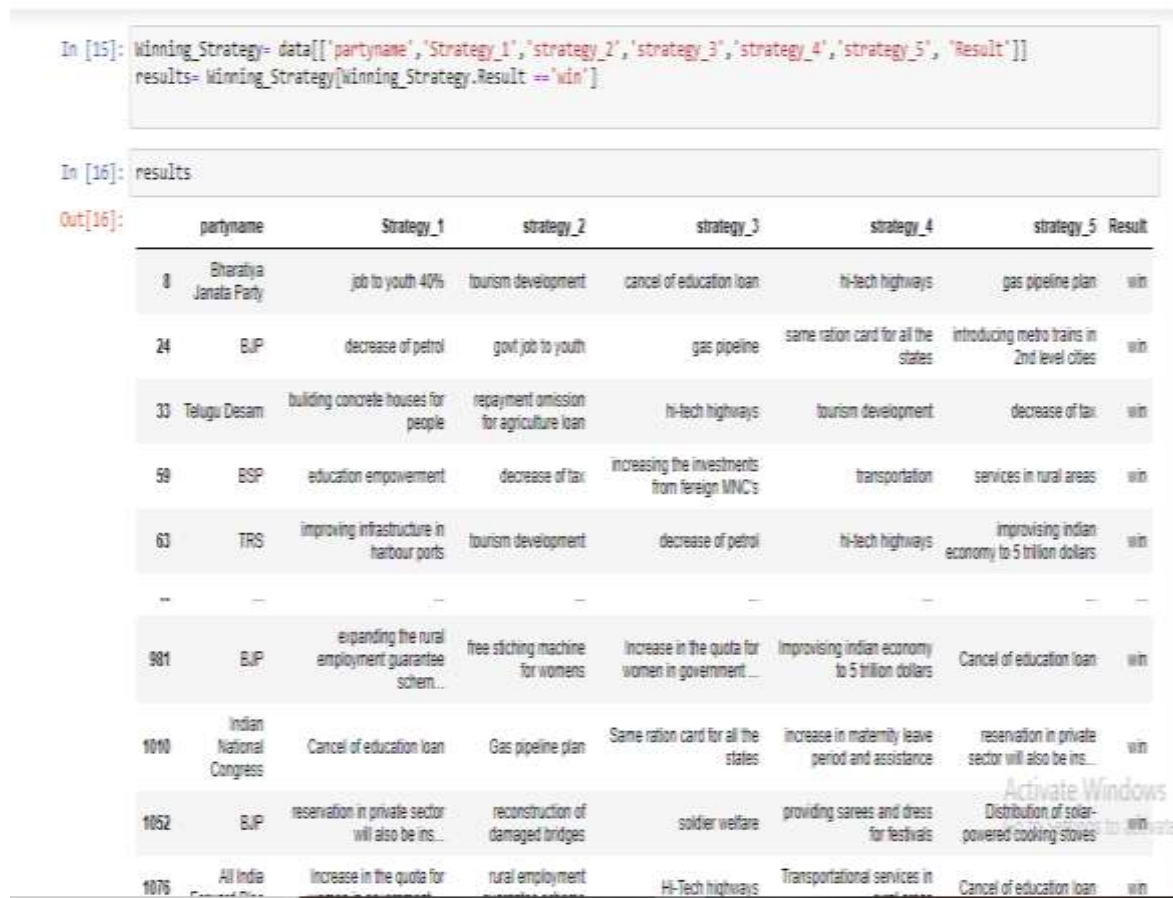 In [15]: Winning_Strategy= data[['partyname','Strategy_1','strategy_2','strategy_3','strategy_4','strategy_5', 'Result']]
results= Winning_Strategy[Winning_Strategy.Result =='win']
In [16]: results
Out[16]:
partyname Strategy_1 strategy_2 strategy_3 strategy_4 strategy_5 Result
8 Bharatiya Janata Party job to youth 40% tourism development cancel of education loan hi-tech highways gas pipeline plan win
24 BJP decrease of petrol govt job to youth gas pipeline same ration card for all the states introducing metro trains in 2nd level cities win
33 Telugu Desam building concrete houses for people repayment omission for agriculture loan hi-tech highways tourism development decrease of tax win
59 BSP education empowerment decrease of tax increasing the investments from fereign MNC's transportation services in rural areas win
63 TRS improving infrastructure in harbour ports tourism development decrease of petrol hi-tech highways improvising indian economy to 5 trillion dollars win
... ... ... ... ... ... ... ...
981 BJP expanding the rural employment guarantee schem... free stiching machine for womens Increase in the quota for women in government ... Improvising indian economy to 5 trillion dollars Cancel of education loan win
1010 Indian National Congress Cancel of education loan Gas pipeline plan Same ration card for all the states increase in maternity leave period and assistance reservation in private sector will also be ins... win
1052 BJP reservation in private sector will also be ins... reconstruction of damaged bridges soldier welfare providing sarees and dress for festivals Distribution of solar-powered cooking stoves win
Activate Windows
1076 All India Increase in the quota for rural employment Hi-Tech highways Transportational services in Cancel of education loan win